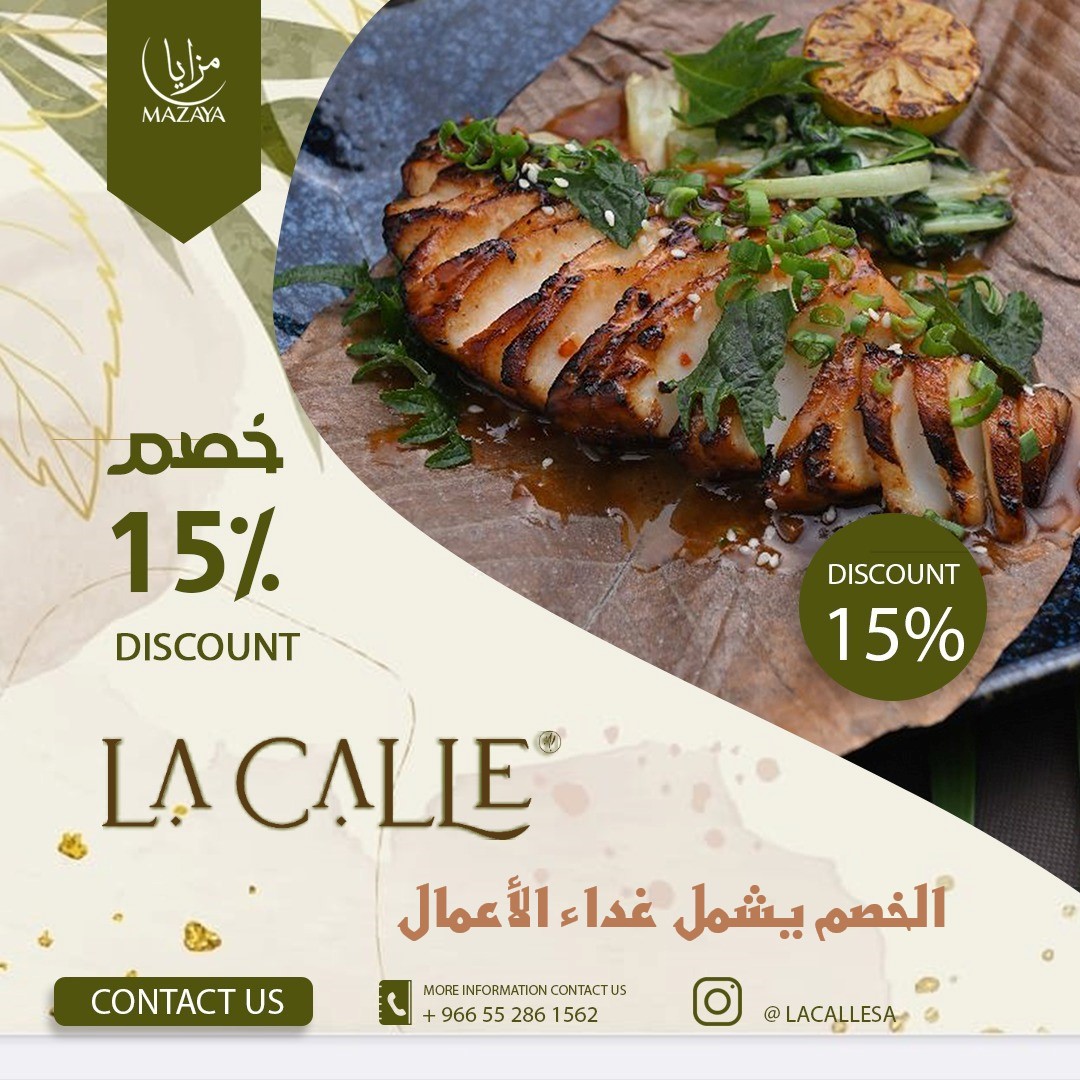 مزايا
MAZAYA
خصم
15٪
DISCOUNT
DISCOUNT
15%
LA CALLE
الخصم يشمل غداء الأعمال
CONTACT US
MORE INFORMATION CONTACT US
+ 966 55 286 1562
@ LACALLESA